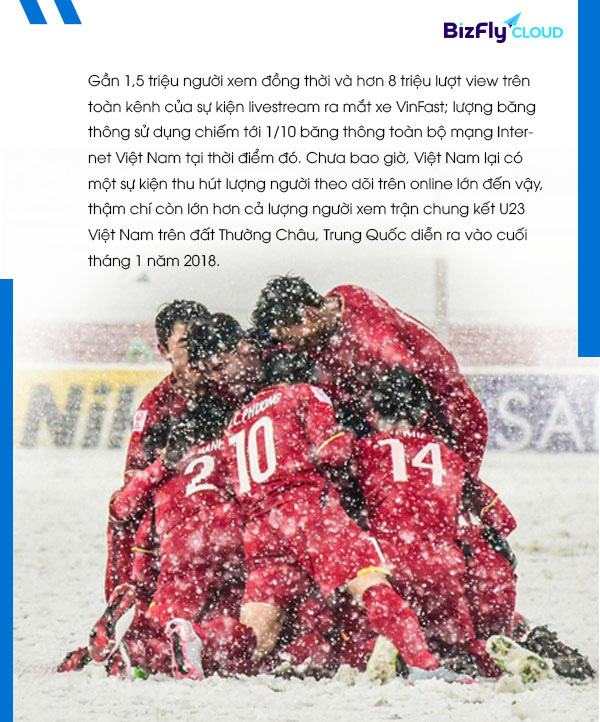 BizFly CLOUD
Gần 1,5 triệu người xem đồng thời và hơn 8 triệu lượt view trên
toàn kênh của sự kiện livestream ra mắt xe VinFast; lượng băng
thông sử dụng chiếm tới 1/10 băng thông toàn bộ mạng Inter-
net Việt Nam tại thời điểm đó. Chưa bao giờ, Việt Nam lại có
một sự kiện thu hút lượng người theo dõi trên online lớn đến vậy,
thậm chí còn lớn hơn cả lượng người xem trận chung kết U23
Việt Nam trên đất Thường Châu, Trung Quốc diễn ra vào cuối
tháng 1 năm 2018.
C.PHƯỢNG
10
2
14